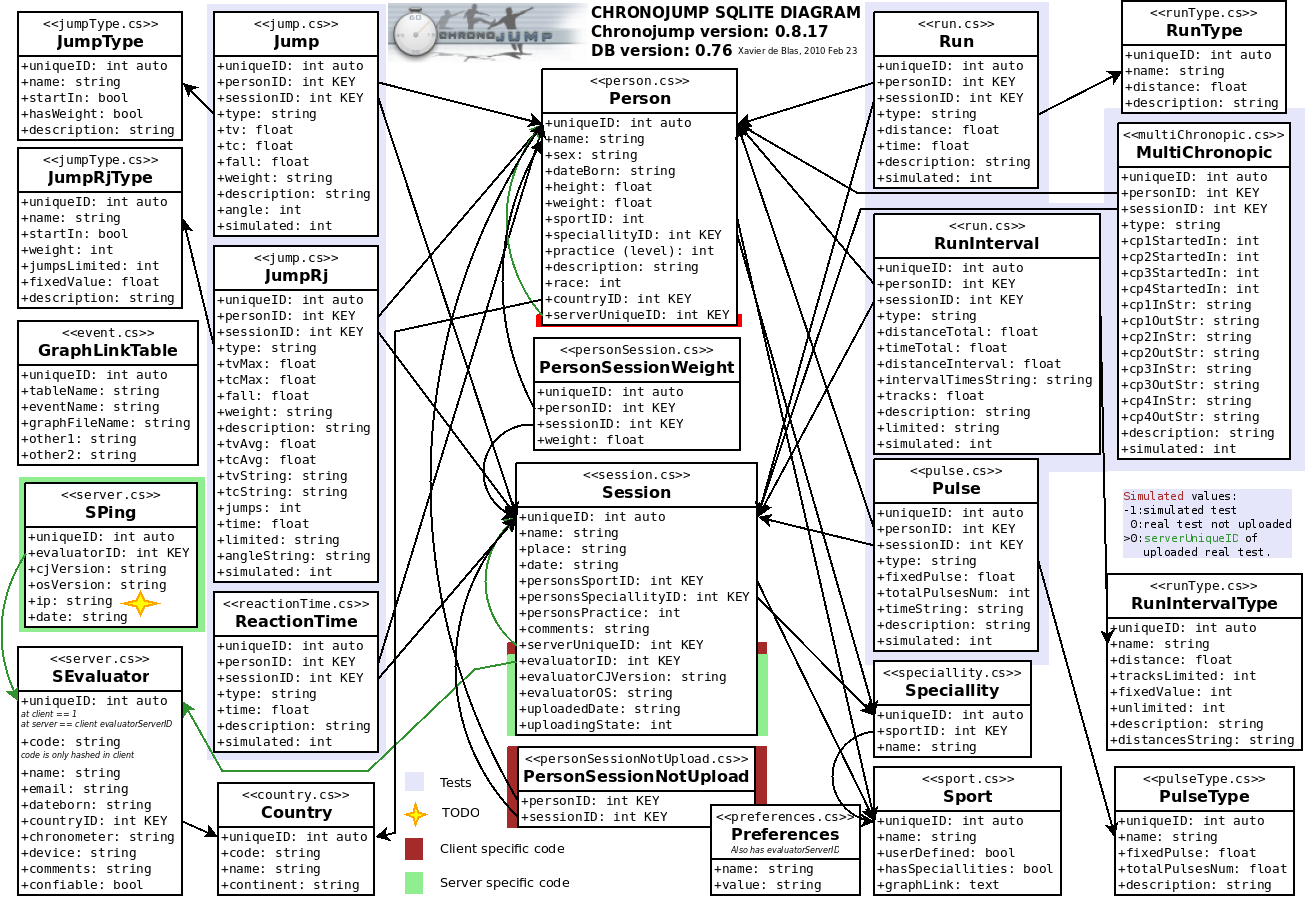 CHRONOJUMP
CHRONOJUMP SQLITE DIAGRAM
Chronojump version: 0.8.17
DB version: 0.76 Xavier de Blas, 2010 Feb 23
<<jumpType.cs>>
JumpType
+uniqueID: int auto
+name: string
+startIn: bool
+hasWeight: bool
+description: string
<<jumpType.cs>>
JumpRjType
+uniqueID: int auto
+name: string
+startIn: bool
+weight: int
+jumpsLimited: int
+fixedValue: float
+description: string
<<event.cs>>
GraphLinkTable
+uniqueID: int auto
+tableName: string
+eventName: string
+graphFileName: string
+other1: string
+other2: string
<<server.cs>>
SPing
+uniqueID: int auto
+evaluatorID: int KEY
+cjVersion: string
+osVersion: string
+ip: string
+date: string
<<server.cs>>
SEvaluator
+uniqueID: int auto
at client == 1
at server == client evaluatorServerID
+code: string
code is only hashed in client
+name: string
+email: string
+dateborn: string
+countryID: int KEY
+chronometer: string
+device: string
+comments: string
+confiable: bool
<<jump.cs>>
Jump
+uniqueID: int auto
+personID: int KEY
+sessionID: int KEY
+type: string
+tv: float
+tc: float
+fall: float
+weight: string
+description: string
+angle: int
+simulated: int
<<jump.cs>>
JumpRj
+uniqueID: int auto
+personID: int KEY
+sessionID: int KEY
+type: string
+tvMax: float
+tcMax: float
+fall: float
+weight: string
+description: string
+tvAvg: float
+tcAvg: float
+tvString: string
+tcString: string
+jumps: int
+time: float
+limited: string
+angleString: string
+simulated: int
<<reactionTime.cs>>
ReactionTime
+uniqueID: int auto
+personID: int KEY
+sessionID: int KEY
+type: string
+time: float
+description: string
+simulated: int
<<country.cs>>
Country
+uniqueID: int auto
+code: string
+name: string
+continent: string
<<person.cs>>
Person
+uniqueID: int auto
+name: string
+sex: string
+dateBorn: string
+height: float
+weight: float
+sportID: int
+speciallityID: int KEY
+practice (level): int
+description: string
+race: int
+countryID: int KEY
+serverUniqueID: int KEY
<<personSession.cs>>
PersonSessionWeight
+uniqueID: int auto
+personID: int KEY
+sessionID: int KEY
+weight: float
<<session.cs>>
Session
+uniqueID: int auto
+name: string
+place: string
+date: string
+personsSportID: int KEY
+personsSpeciallityID: int KEY
+personsPractice: int
+comments: string
+serverUniqueID: int KEY
+evaluatorID: int KEY
+evaluatorCJVersion: string
+evaluatorOS: string
+uploadedDate: string
+uploadingState: int
<<personSessionNotUpload.cs>>
PersonSessionNotUpload
+personID: int KEY
+sessionID: int KEY
<<preferences.cs>>
Preferences
Also has evaluatorServerID
+name: string
+value: string
Tests
TODO
Client specific code
Server specific code
<<run.cs>>
Run
+uniqueID: int auto
+personID: int KEY
+sessionID: int KEY
+type: string
+distance: float
+time: float
+description: string
+simulated: int
<<run.cs>>
RunInterval
+uniqueID: int auto
+personID: int KEY
+sessionID: int KEY
+type: string
+distanceTotal: float
+timeTotal: float
+distanceInterval: float
+intervalTimesString: string
+tracks: float
+description: string
+limited: string
+simulated: int
<<pulse.cs>>
Pulse
+uniqueID: int auto
+personID: int KEY
+sessionID: int KEY
+type: string
+fixedPulse: float
+totalPulsesNum: int
+timeString: string
+description: string
+simulated: int
<<speciallity.cs>>
Speciallity
+uniqueID: int auto
+sportID: int KEY
+name: string
<<sport.cs>>
Sport
+uniqueID: int auto
+name: string
+userDefined: bool
+hasSpeciallities: bool
+graphLink: text
<<runType.cs>>
RunType
+uniqueID: int auto
+name: string
+distance: float
+description: string
<<multiChronopic.cs>>
MultiChronopic
+uniqueID: int auto
+personID: int KEY
+sessionID: int KEY
+type: string
+cp1StartedIn: int
+cp2StartedIn: int
+cp3StartedIn: int
+cp4StartedIn: int
+cp1InStr: string
+cp1OutStr: string
+cp2InStr: string
+cp2OutStr: string
+cp3InStr: string
+cp3OutStr: string
+cp4InStr: string
+cp4OutStr: string
+description: string
+simulated: int
Simulated values:
-1:simulated test
0:real test not uploaded
>0:serverUniqueID of
uploaded real test.
<<runType.cs>>
RunIntervalType
+uniqueID: int auto
+name: string
+distance: float
+tracksLimited: int
+fixedValue: int
+unlimited: int
+description: string
+distancesString: string
<<pulseType.cs>>
PulseType
+uniqueID: int auto
+name: string
+fixedPulse: float
+totalPulsesNum: float
+description: string